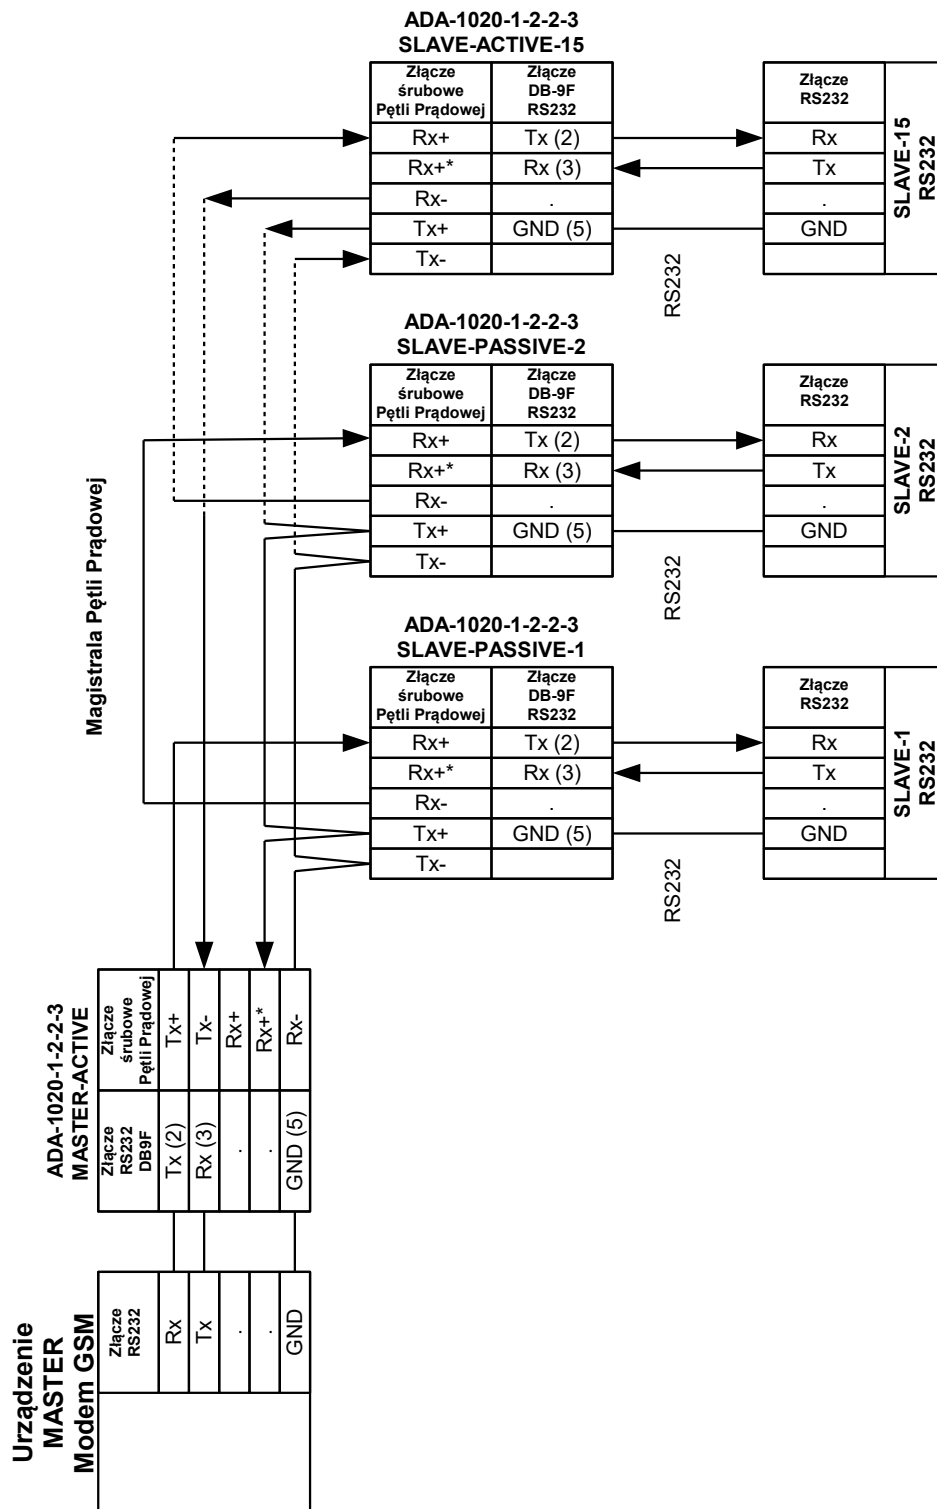 ADA-1020-1-2-2-3
SLAVE-ACTIVE-15
Złącze
śrubowe
Pętli Prądowej
Złącze
DB-9F
RS232
Złącze
RS232
Rx+
Tx (2)
Rx
Rx+*
Rx (3)
Tx
Rx-
.
.
Tx+
GND (5)
GND
Tx-
SLAVE-15
RS232
RS232
ADA-1020-1-2-2-3
SLAVE-PASSIVE-2
Złącze
śrubowe
Pętli Prądowej
Złącze
DB-9F
RS232
Złącze
RS232
Rx+
Tx (2)
Rx
Rx+*
Rx (3)
Tx
Rx-
.
.
Tx+
GND (5)
GND
Tx-
SLAVE-2
RS232
RS232
Magistrala Pętli Prądowej
ADA-1020-1-2-2-3
SLAVE-PASSIVE-1
Złącze
śrubowe
Pętli Prądowej
Złącze
DB-9F
RS232
Złącze
RS232
Rx+
Tx (2)
Rx
Rx+*
Rx (3)
Tx
Rx-
.
.
Tx+
GND (5)
GND
Tx-
SLAVE-1
RS232
RS232
ADA-1020-1-2-2-3
MASTER-ACTIVE
Złącze
śrubowe
Pętli Prądowej
Tx+
Tx-
Rx+
Rx+*
Rx-
Złącze
RS232
DB9F
Tx (2)
Rx (3)
.
.
GND (5)
Urządzenie
MASTER
Modem GSM
Złącze
RS232
Rx
Tx
.
.
GND